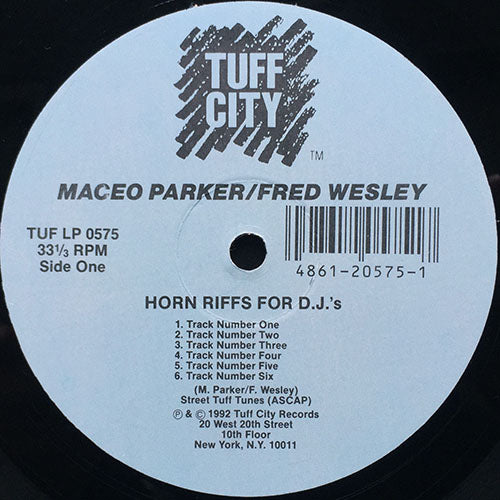 TUFF
CITY
TM
MACEO PARKER/FRED WESLEY
TUF LP 0575
33⅓ RPM
Side One
4861-20575-1
HORN RIFFS FOR D.J.'s
1. Track Number One
2. Track Number Two
3. Track Number Three
4. Track Number Four
5. Track Number Five
6. Track Number Six
(M. Parker/F. Wesley)
Street Tuff Tunes (ASCAP)
℗ & © 1992 Tuff City Records
20 West 20th Street
10th Floor
New York, N.Y. 10011